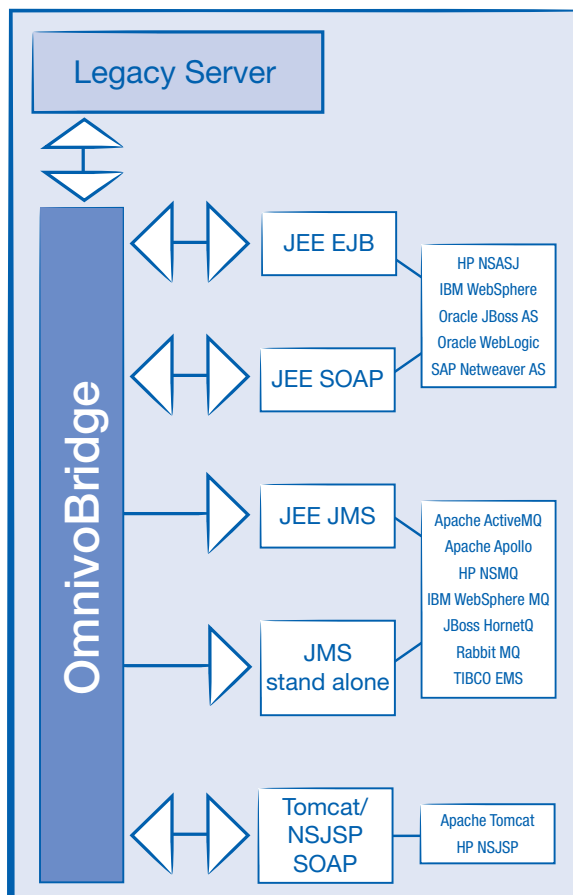 Legacy Server
OmnivoBridge
JEE EJB
HP NSASJ
IBM WebSphere
Oracle JBoss AS
Oracle WebLogic
SAP Netweaver AS
JEE SOAP
JEE JMS
Apache ActiveMQ
Apache Apollo
HP NSMQ
IBM WebSphere MQ
JBoss HornetQ
Rabbit MQ
TIBCO EMS
JMS
stand alone
Tomcat/
NSJSP
SOAP
Apache Tomcat
HP NSJSP